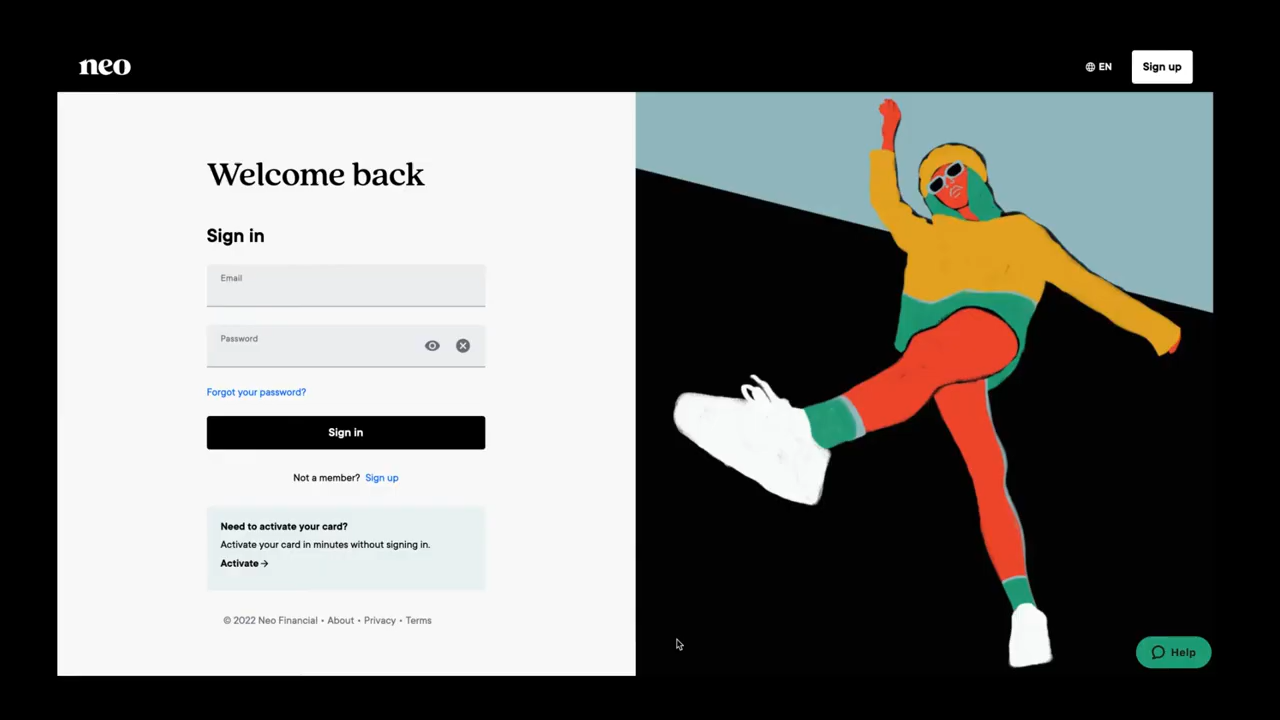 neo
EN
Sign up
Welcome back
Sign in
Email
Password
Forgot your password?
Sign in
Not a member? Sign up
Need to activate your card?
Activate your card in minutes without signing in.
Activate →
© 2022 Neo Financial • About • Privacy • Terms
Help